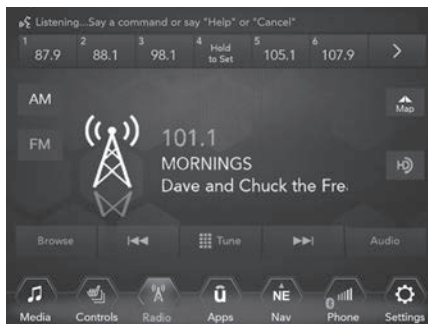 Listening...Say a command or say "Help" or "Cancel"
1 87.9 2 88.1 3 98.1 4 Hold to Set 5 105.1 6 107.9
AM
Map
FM
101.1
HD
MORNINGS
Dave and Chuck the Fre
Browse Tune Audio
NE
Media Controls Radio Apps Nav Phone Settings